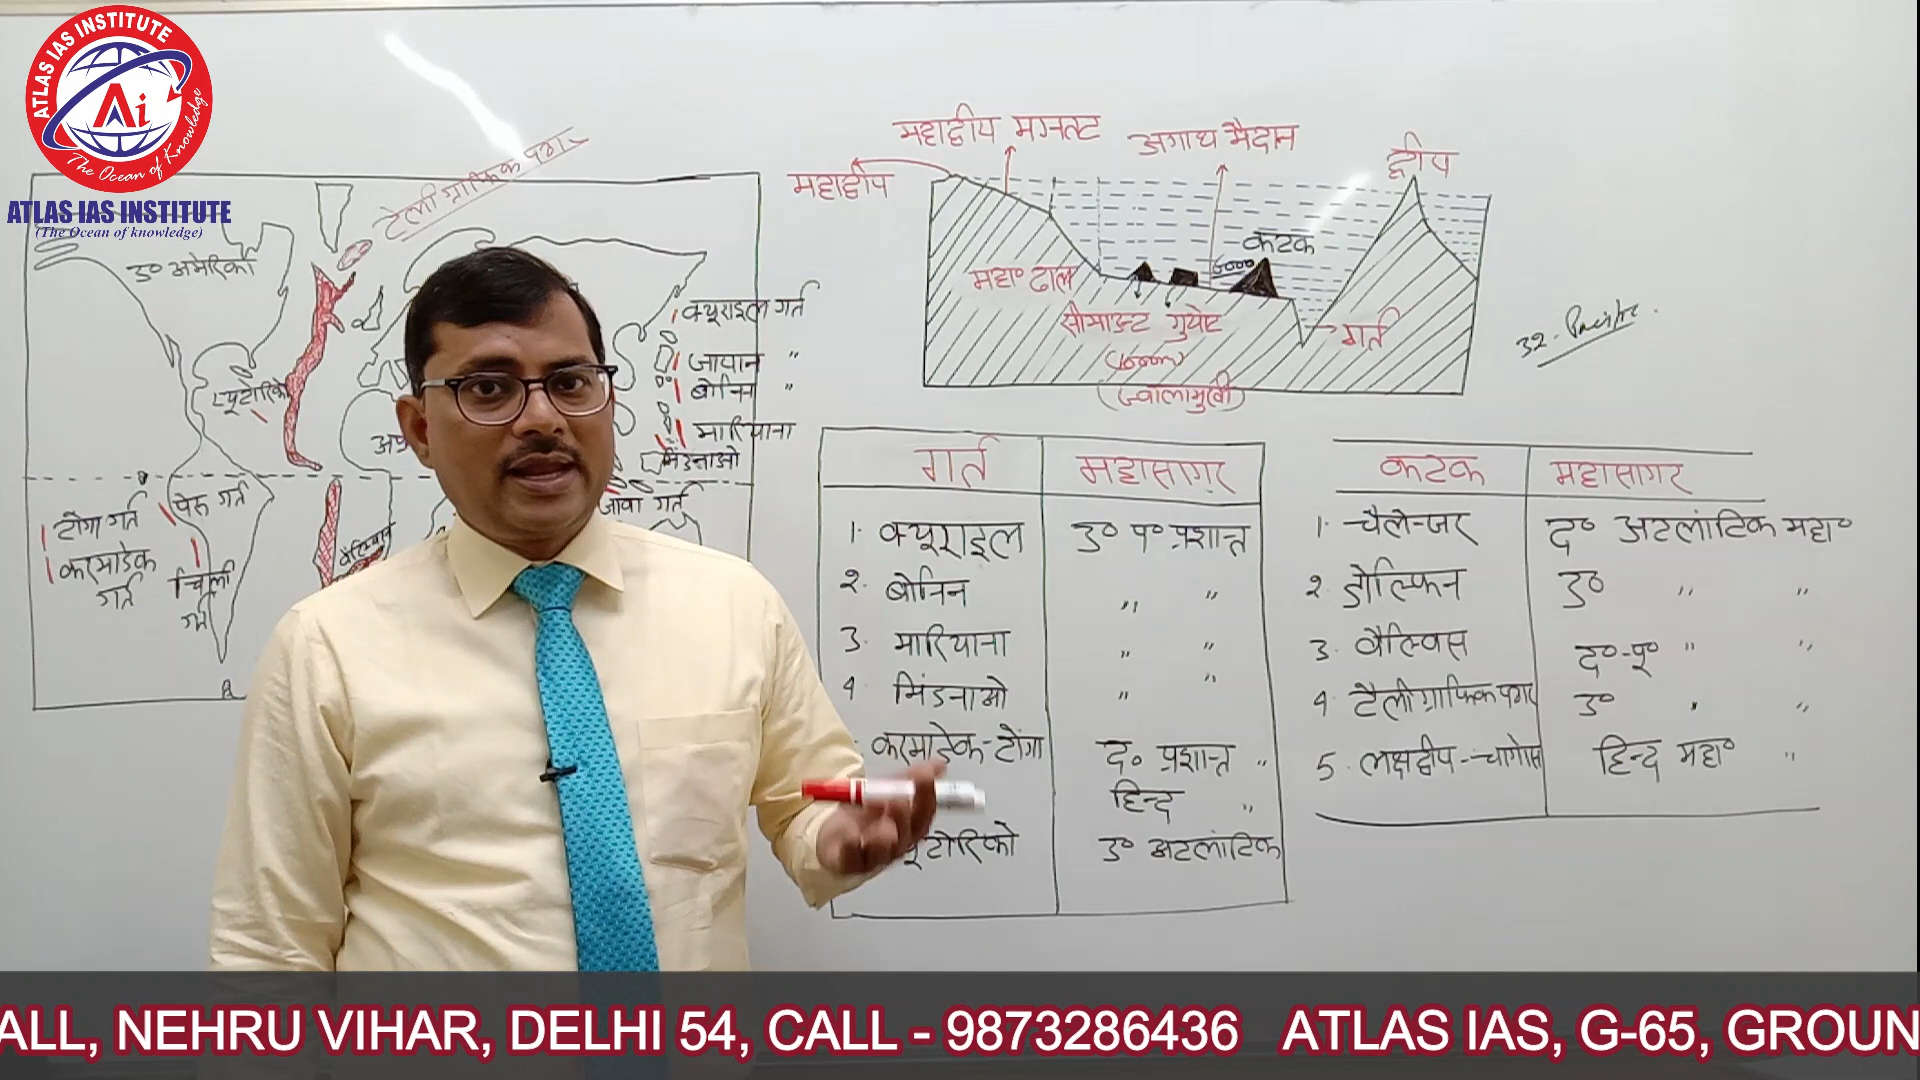 ATLAS IAS INSTITUTE
Ai
The Ocean of Knowledge
ATLAS IAS INSTITUTE
(The Ocean of knowledge)
टेलीग्राफिक पठार
उ० अमेरिका
प्यूटोरिको
क्यूराइल गर्त
जापान "
बोनिन "
मारियाना
मिंडनाओ
जावा गर्त
टोंगा गर्त
पेरू गर्त
करमाडेक गर्त
चिली गर्त
महाद्वीप मग्नतट
अगाध मैदान
द्वीप
महाद्वीप
कटक
महा० ढाल
सीमाउन्ट गुयोट
गर्त
(ज्वालामुखी)
32-
गर्त महासागर
1. क्यूराइल उ० प० प्रशान्त
2. बोनिन " "
3. मारियाना " "
4 मिंडनाओ " "
करमाडेक-टोंगा द० प्रशान्त "
हिन्द "
टोरिको उ० अटलांटिक
कटक महासागर
1. चैलेन्जर द० अटलांटिक महा०
2 डोल्फिन उ० " "
3. वैल्विस द०-पू० " "
4 टैलीग्राफिक पठार उ० " "
5. लक्षद्वीप-चागोस हिन्द महा० "
ALL, NEHRU VIHAR, DELHI 54, CALL - 9873286436 ATLAS IAS, G-65, GROUN